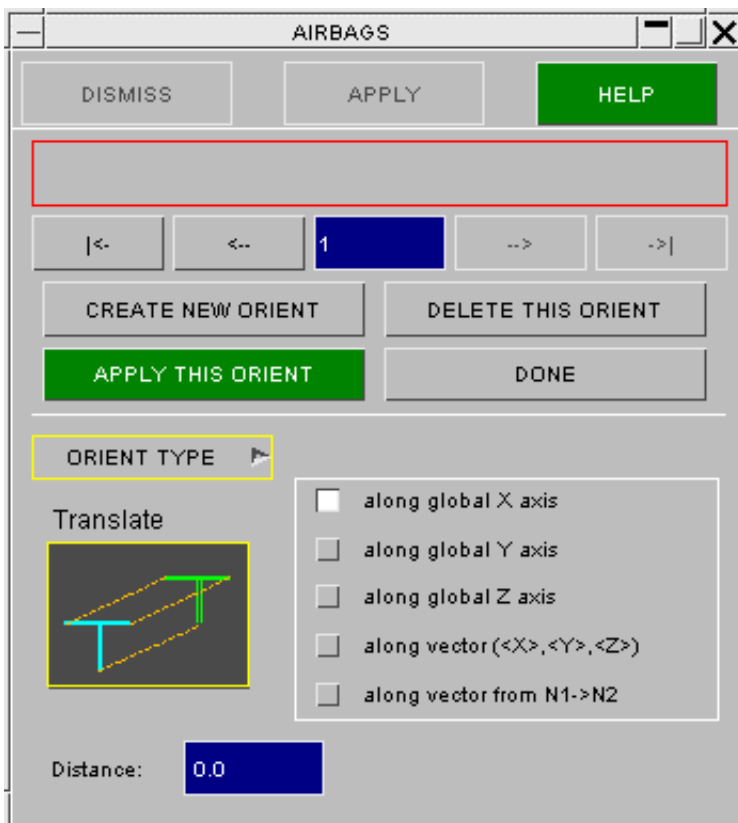 AIRBAGS
DISMISS APPLY HELP
|<- <-- 1 --> ->|
CREATE NEW ORIENT DELETE THIS ORIENT
APPLY THIS ORIENT DONE
ORIENT TYPE
Translate
along global X axis
along global Y axis
along global Z axis
along vector (<X>,<Y>,<Z>)
along vector from N1->N2
Distance: 0.0